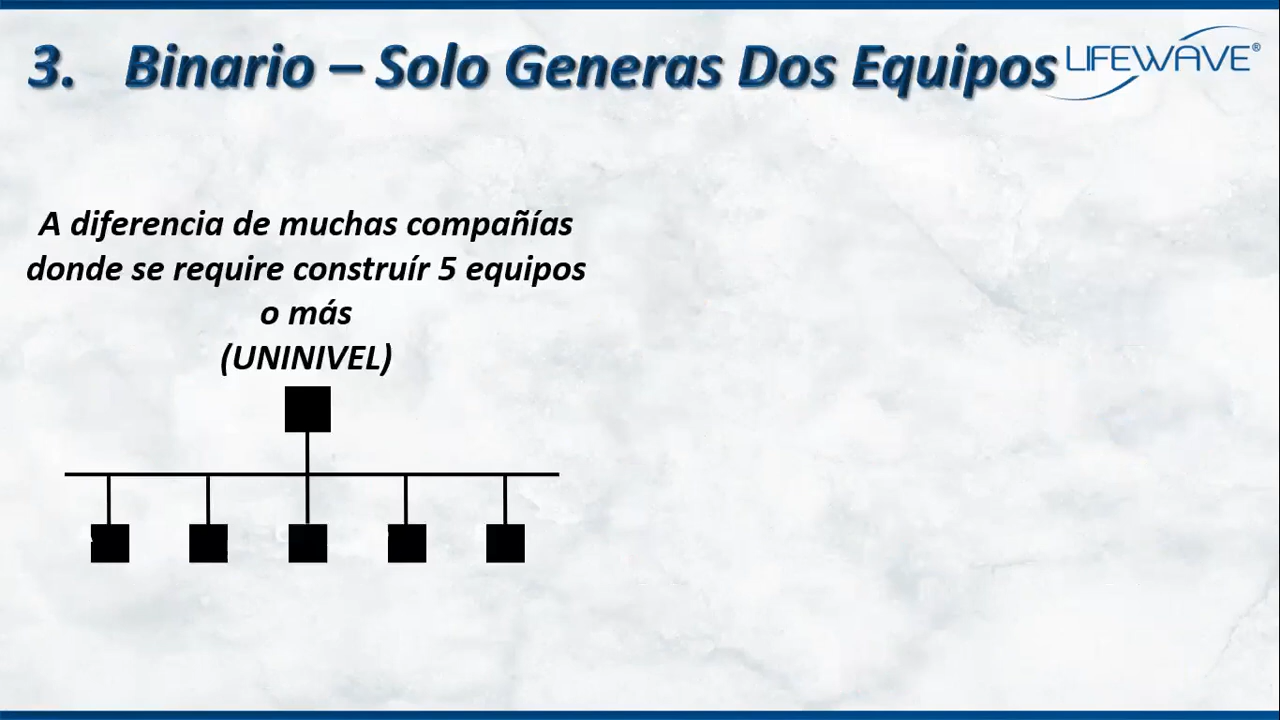 3. Binario – Solo Generas Dos Equipos
LIFEWAVE®
A diferencia de muchas compañías
donde se require construír 5 equipos
o más
(UNINIVEL)